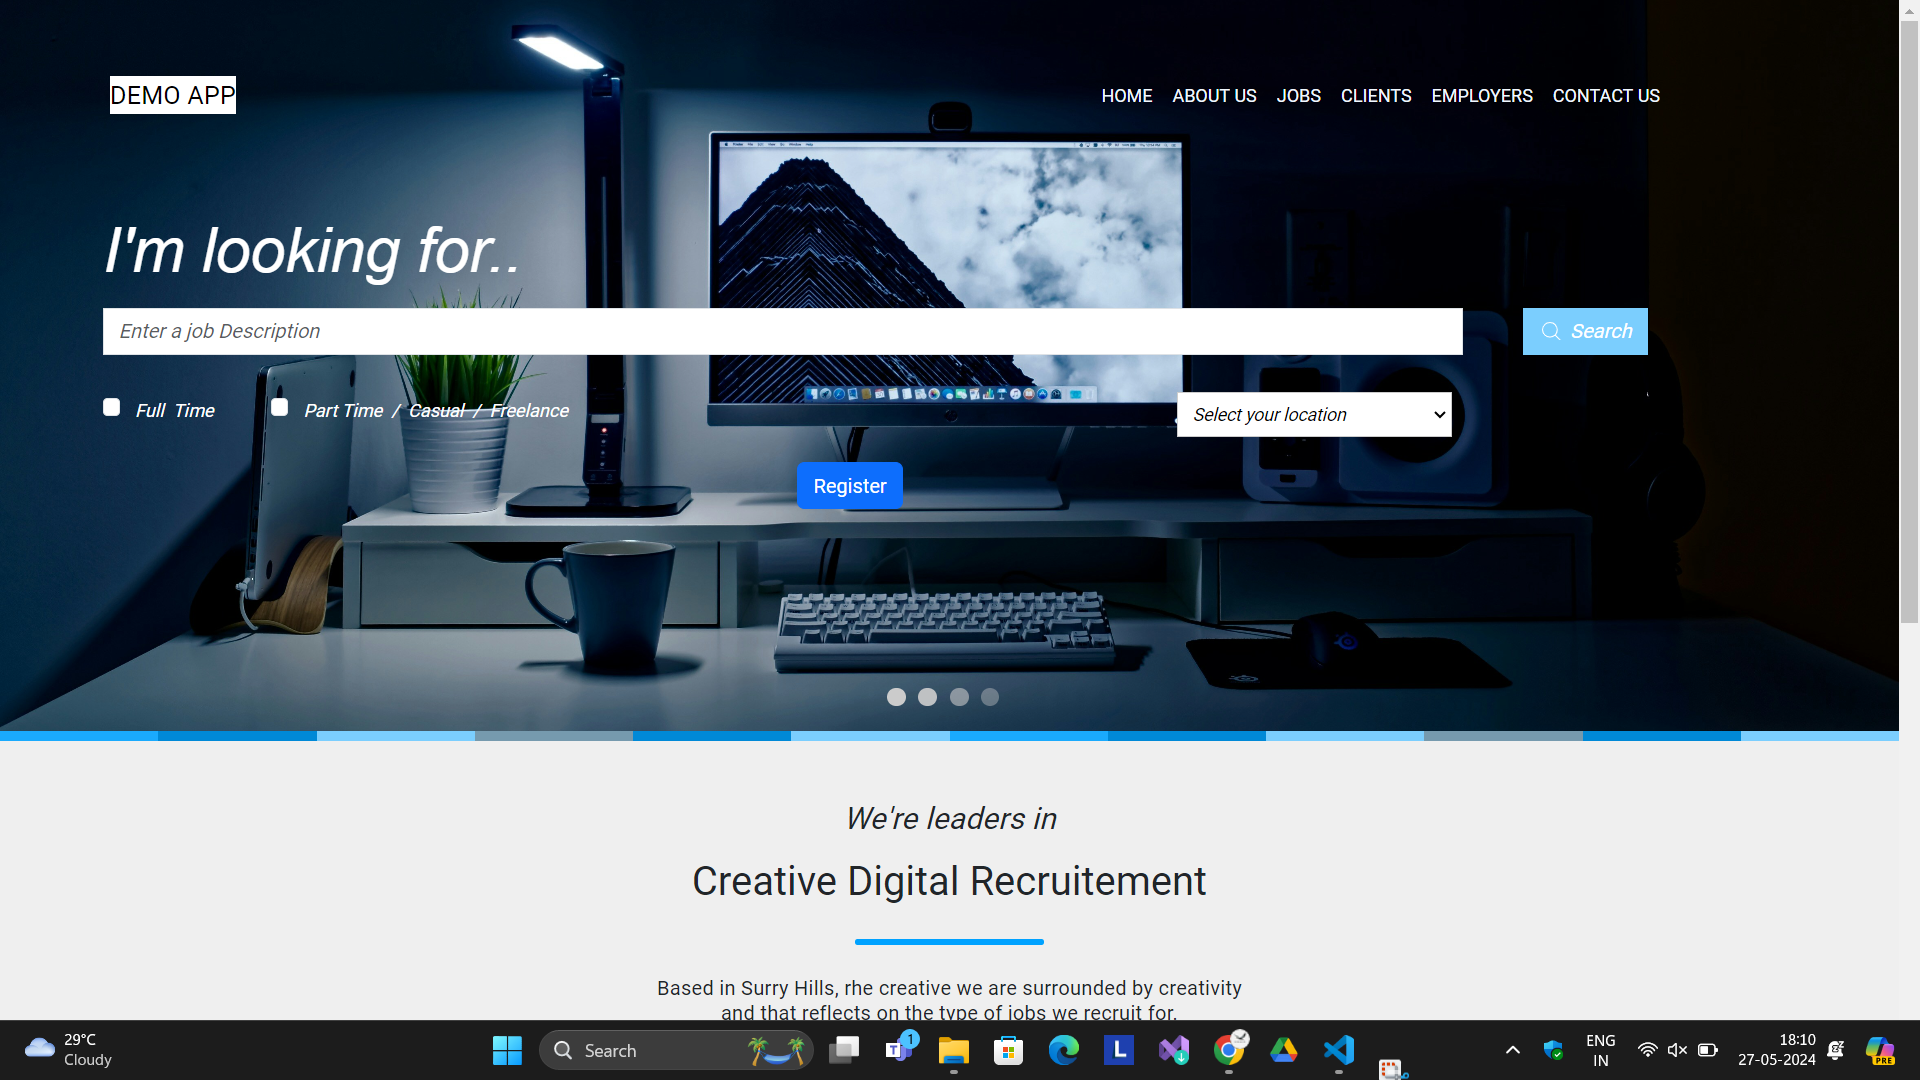 DEMO APP
HOME ABOUT US JOBS CLIENTS EMPLOYERS CONTACT US
I'm looking for..
Enter a job Description
Search
Full Time
Part Time / Casual / Freelance
Select your location
Register
We're leaders in
Creative Digital Recruitement
Based in Surry Hills, rhe creative we are surrounded by creativity
and that reflects on the type of jobs we recruit for.
29°C
Cloudy
Search
1
L
ENG
IN
18:10
27-05-2024
PRE